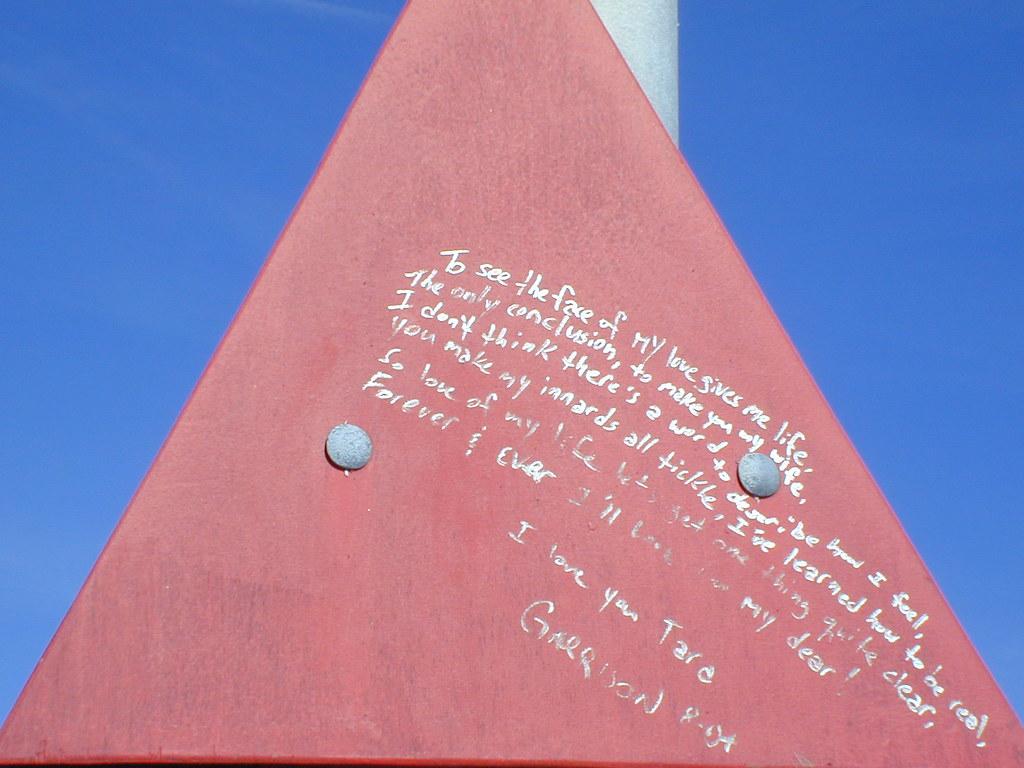 To see the face of my love gives me life,
The only conclusion, to make you my wife,
I don't think there's a word to describe how I feel,
You make my innards all tickle, I've learned how to be real,
So love of my life let's get one thing quite clear,
Forever & ever I'll love you my dear!
I love you Tara
GARRISON 8-04